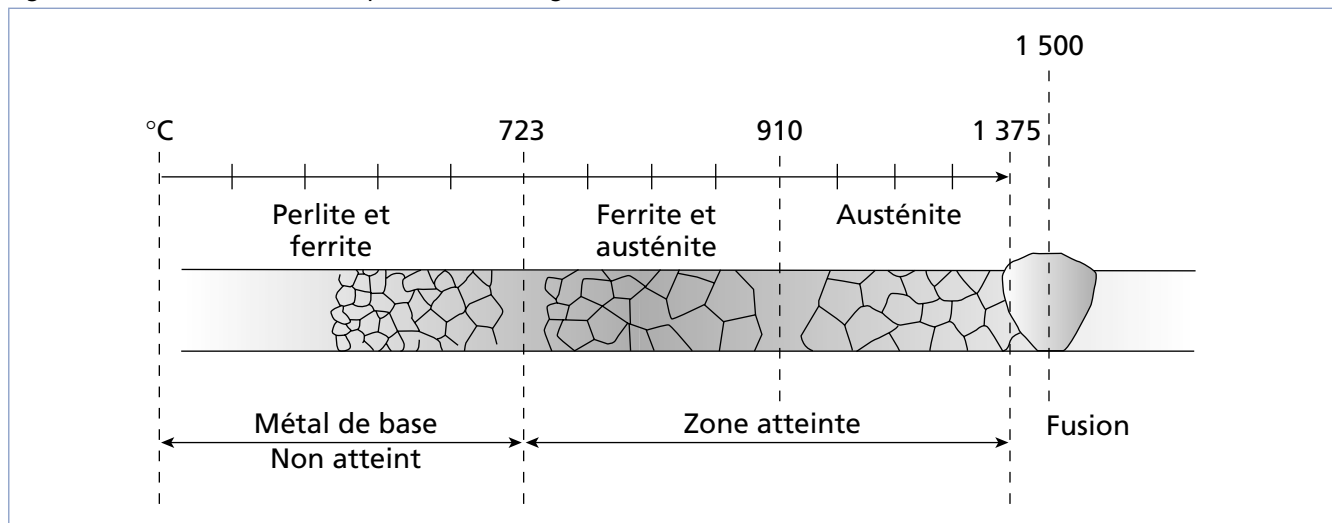 1 500
°C 723 910 1 375
Perlite et
ferrite
Ferrite et
austénite
Austénite
Métal de base
Non atteint
Zone atteinte
Fusion